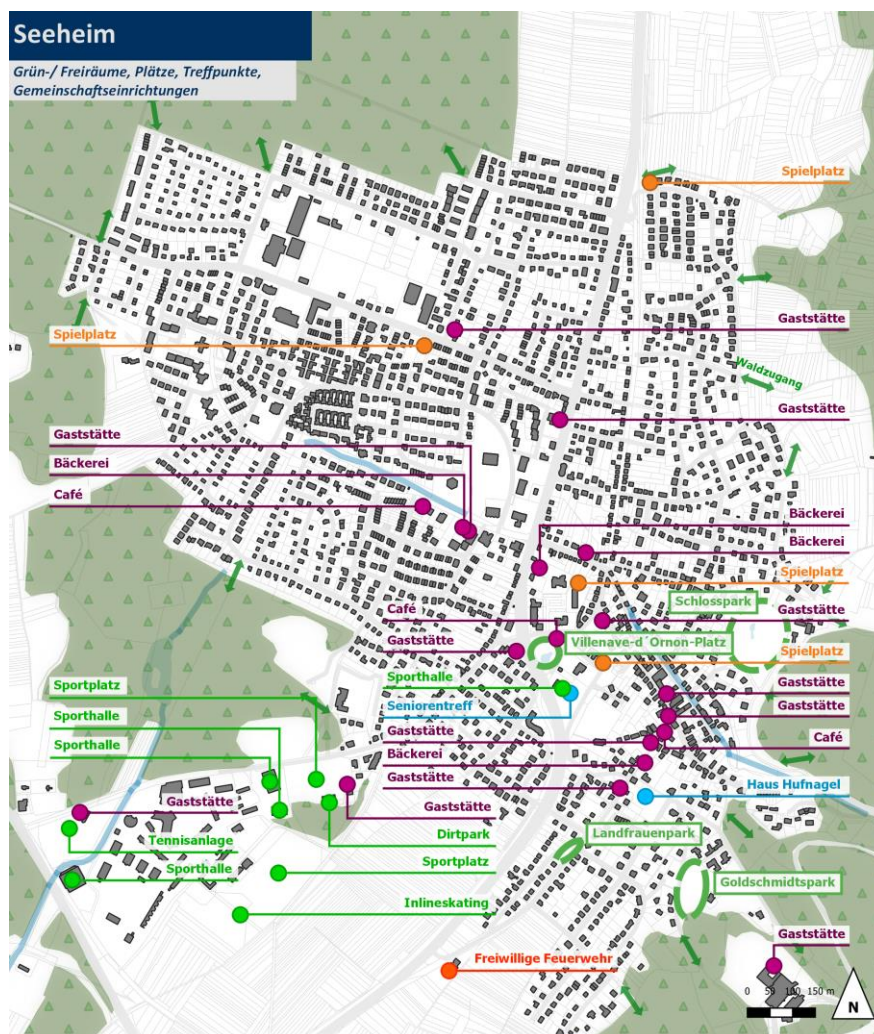 Seeheim
Grün-/ Freiräume, Plätze, Treffpunkte,
Gemeinschaftseinrichtungen
Spielplatz
Gaststätte
Spielplatz
Waldzugang
Gaststätte
Gaststätte
Bäckerei
Café
Bäckerei
Bäckerei
Spielplatz
Schlosspark
Café
Gaststätte
Villenave-d´Ornon-Platz
Gaststätte
Spielplatz
Sporthalle
Sportplatz
Gaststätte
Seniorentreff
Sporthalle
Gaststätte
Gaststätte
Café
Sporthalle
Bäckerei
Gaststätte
Haus Hufnagel
Gaststätte
Gaststätte
Tennisanlage
Dirtpark
Landfrauenpark
Sporthalle
Sportplatz
Goldschmidtspark
Inlineskating
Gaststätte
Freiwillige Feuerwehr
0 50 100 150 m
N